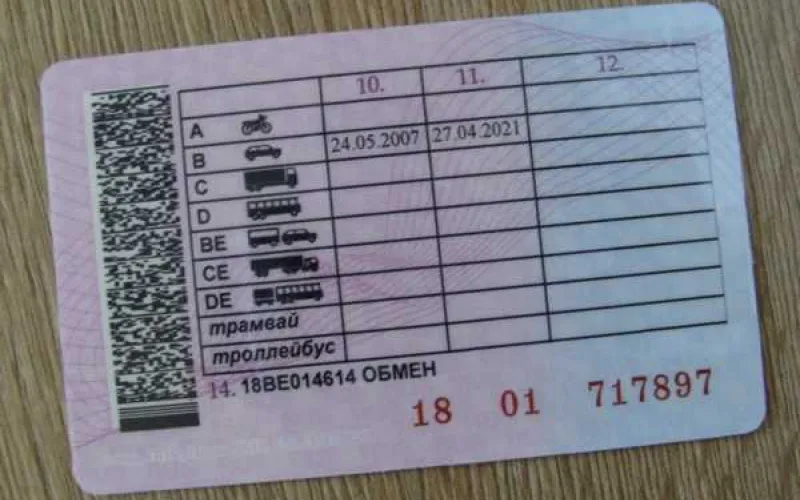 10. 11. 12.
A
B 24.05.2007 27.04.2021
C
D
BE
CE
DE
трамвай
троллейбус
14. 18ВЕ014614 ОБМЕН
18 01 717897